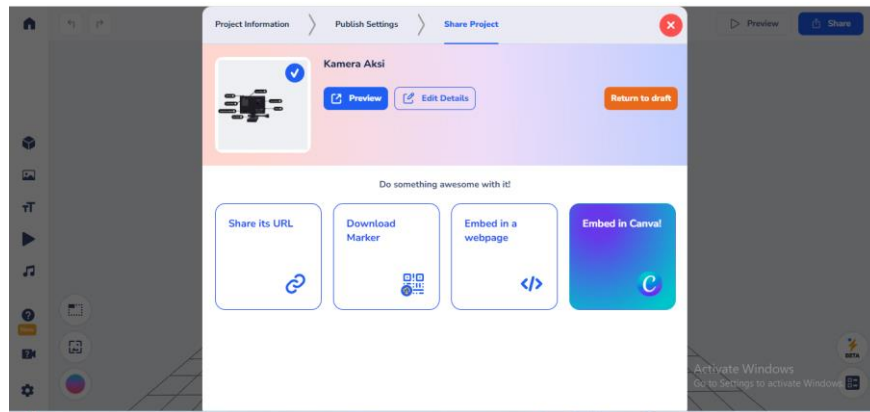 Project Information
Publish Settings
Share Project
Preview
Share
Kamera Aksi
Preview
Edit Details
Return to draft
Do something awesome with it!
Share its URL
Download
Marker
Embed in a
webpage
Embed in Canva!
BETA
Activate Windows
Go to Settings to activate Windows.